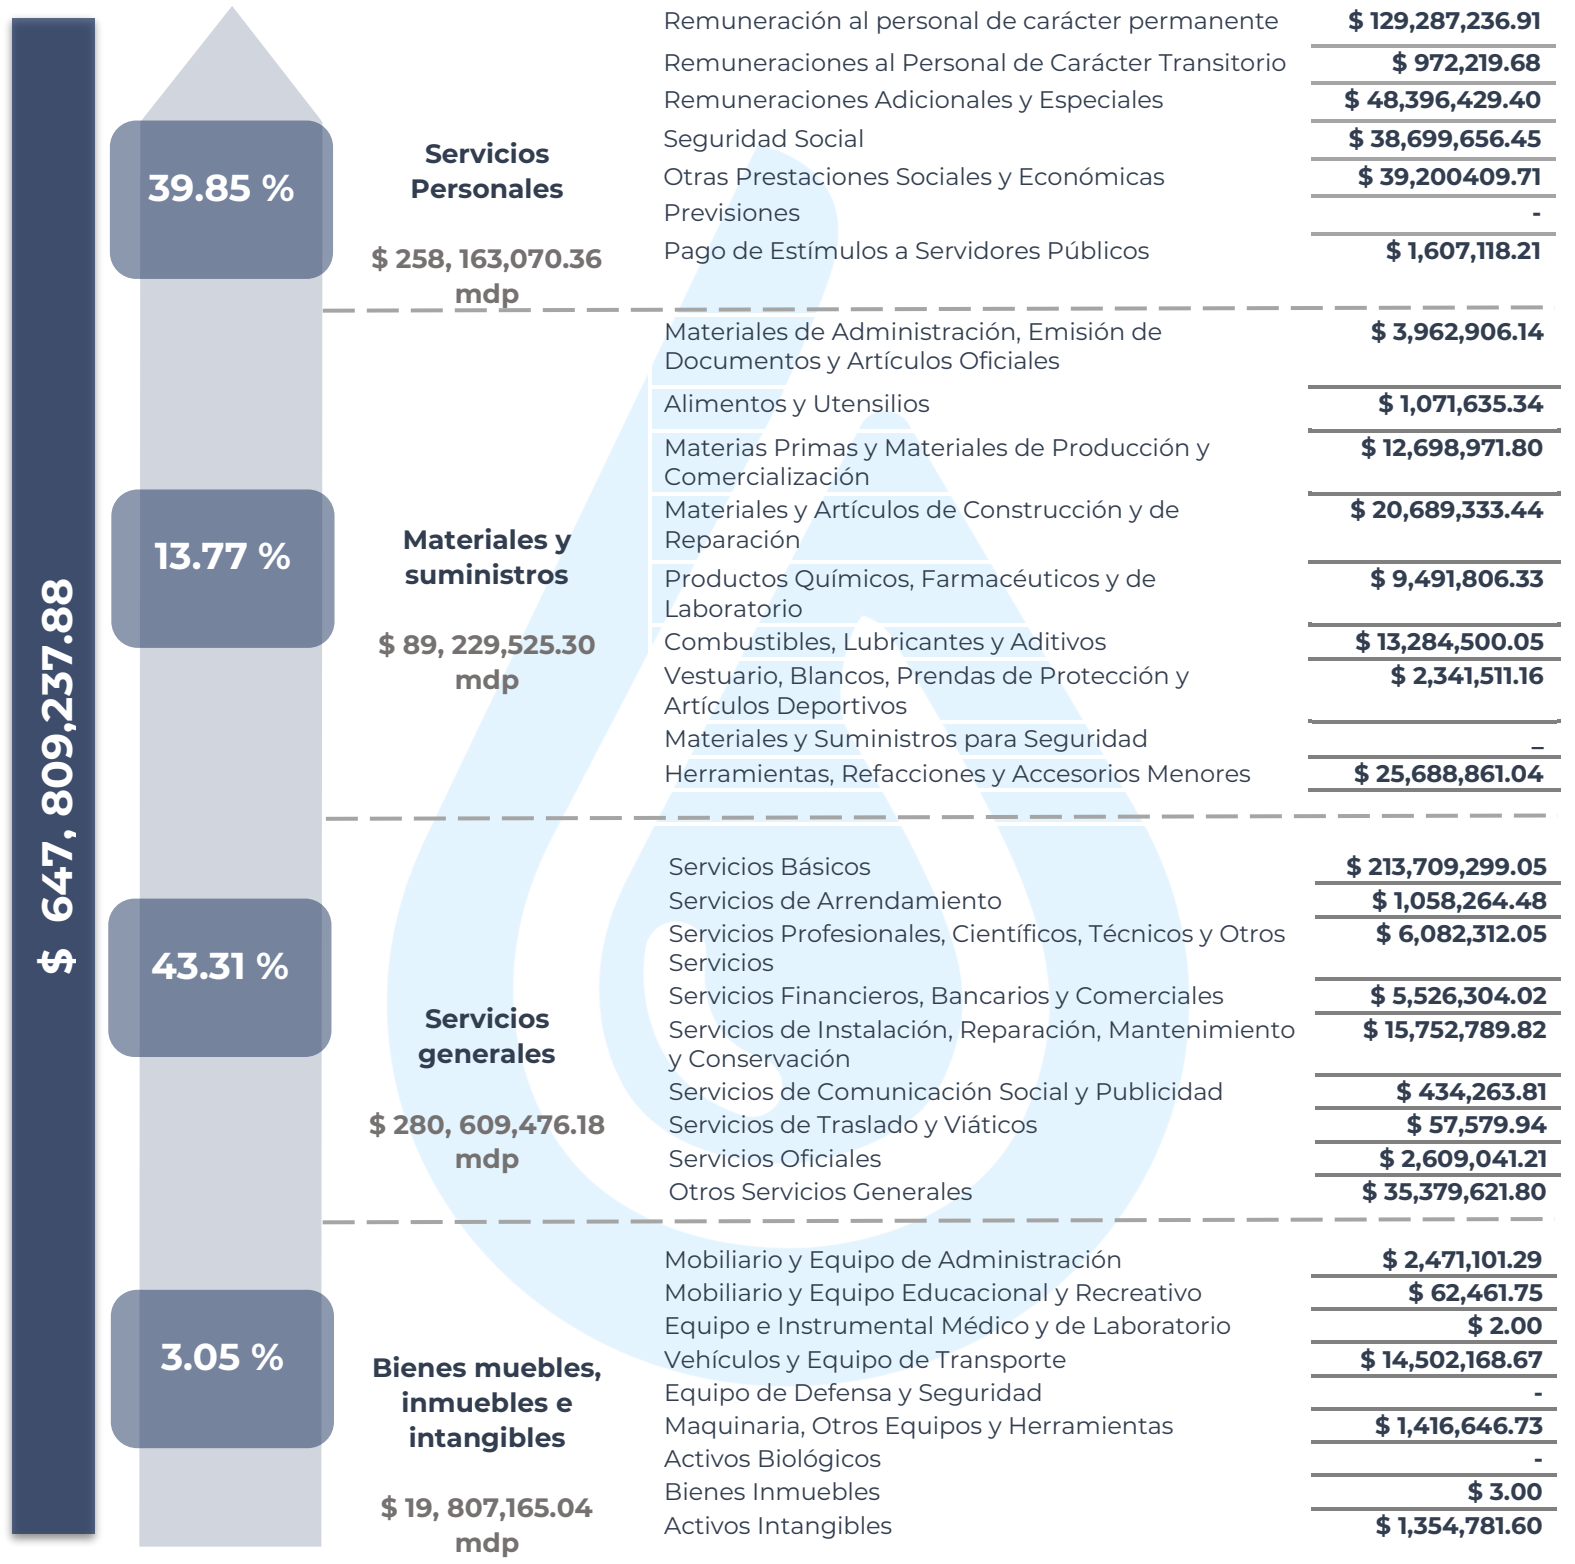 $ 647, 809,237.88
39.85 %
Servicios
Personales
$ 258, 163,070.36
mdp
Remuneración al personal de carácter permanente $ 129,287,236.91
Remuneraciones al Personal de Carácter Transitorio $ 972,219.68
Remuneraciones Adicionales y Especiales $ 48,396,429.40
Seguridad Social $ 38,699,656.45
Otras Prestaciones Sociales y Económicas $ 39,200409.71
Previsiones -
Pago de Estímulos a Servidores Públicos $ 1,607,118.21
13.77 %
Materiales y
suministros
$ 89, 229,525.30
mdp
Materiales de Administración, Emisión de $ 3,962,906.14
Documentos y Artículos Oficiales
Alimentos y Utensilios $ 1,071,635.34
Materias Primas y Materiales de Producción y $ 12,698,971.80
Comercialización
Materiales y Artículos de Construcción y de $ 20,689,333.44
Reparación
Productos Químicos, Farmacéuticos y de $ 9,491,806.33
Laboratorio
Combustibles, Lubricantes y Aditivos $ 13,284,500.05
Vestuario, Blancos, Prendas de Protección y $ 2,341,511.16
Artículos Deportivos
Materiales y Suministros para Seguridad –
Herramientas, Refacciones y Accesorios Menores $ 25,688,861.04
43.31 %
Servicios
generales
$ 280, 609,476.18
mdp
Servicios Básicos $ 213,709,299.05
Servicios de Arrendamiento $ 1,058,264.48
Servicios Profesionales, Científicos, Técnicos y Otros $ 6,082,312.05
Servicios
Servicios Financieros, Bancarios y Comerciales $ 5,526,304.02
Servicios de Instalación, Reparación, Mantenimiento $ 15,752,789.82
y Conservación
Servicios de Comunicación Social y Publicidad $ 434,263.81
Servicios de Traslado y Viáticos $ 57,579.94
Servicios Oficiales $ 2,609,041.21
Otros Servicios Generales $ 35,379,621.80
3.05 %
Bienes muebles,
inmuebles e
intangibles
$ 19, 807,165.04
mdp
Mobiliario y Equipo de Administración $ 2,471,101.29
Mobiliario y Equipo Educacional y Recreativo $ 62,461.75
Equipo e Instrumental Médico y de Laboratorio $ 2.00
Vehículos y Equipo de Transporte $ 14,502,168.67
Equipo de Defensa y Seguridad -
Maquinaria, Otros Equipos y Herramientas $ 1,416,646.73
Activos Biológicos -
Bienes Inmuebles $ 3.00
Activos Intangibles $ 1,354,781.60